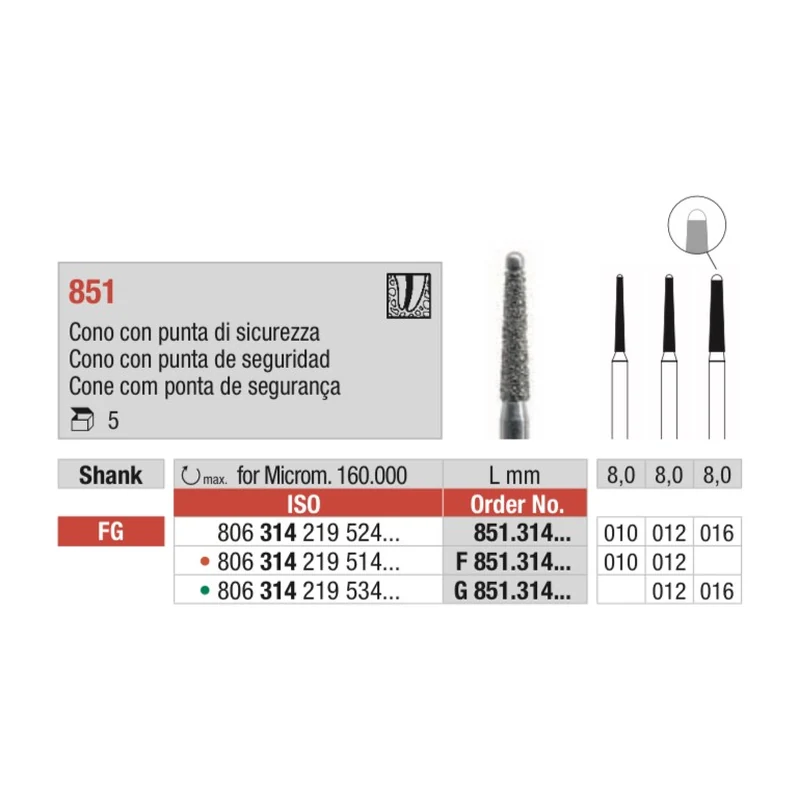 851
Cono con punta di sicurezza
Cono con punta de seguridad
Cone com ponta de segurança
5
Shank max. for Microm. 160.000 L mm 8,0 8,0 8,0
ISO Order No.
FG 806 314 219 524... 851.314... 010 012 016
806 314 219 514... F 851.314... 010 012
806 314 219 534... G 851.314... 012 016